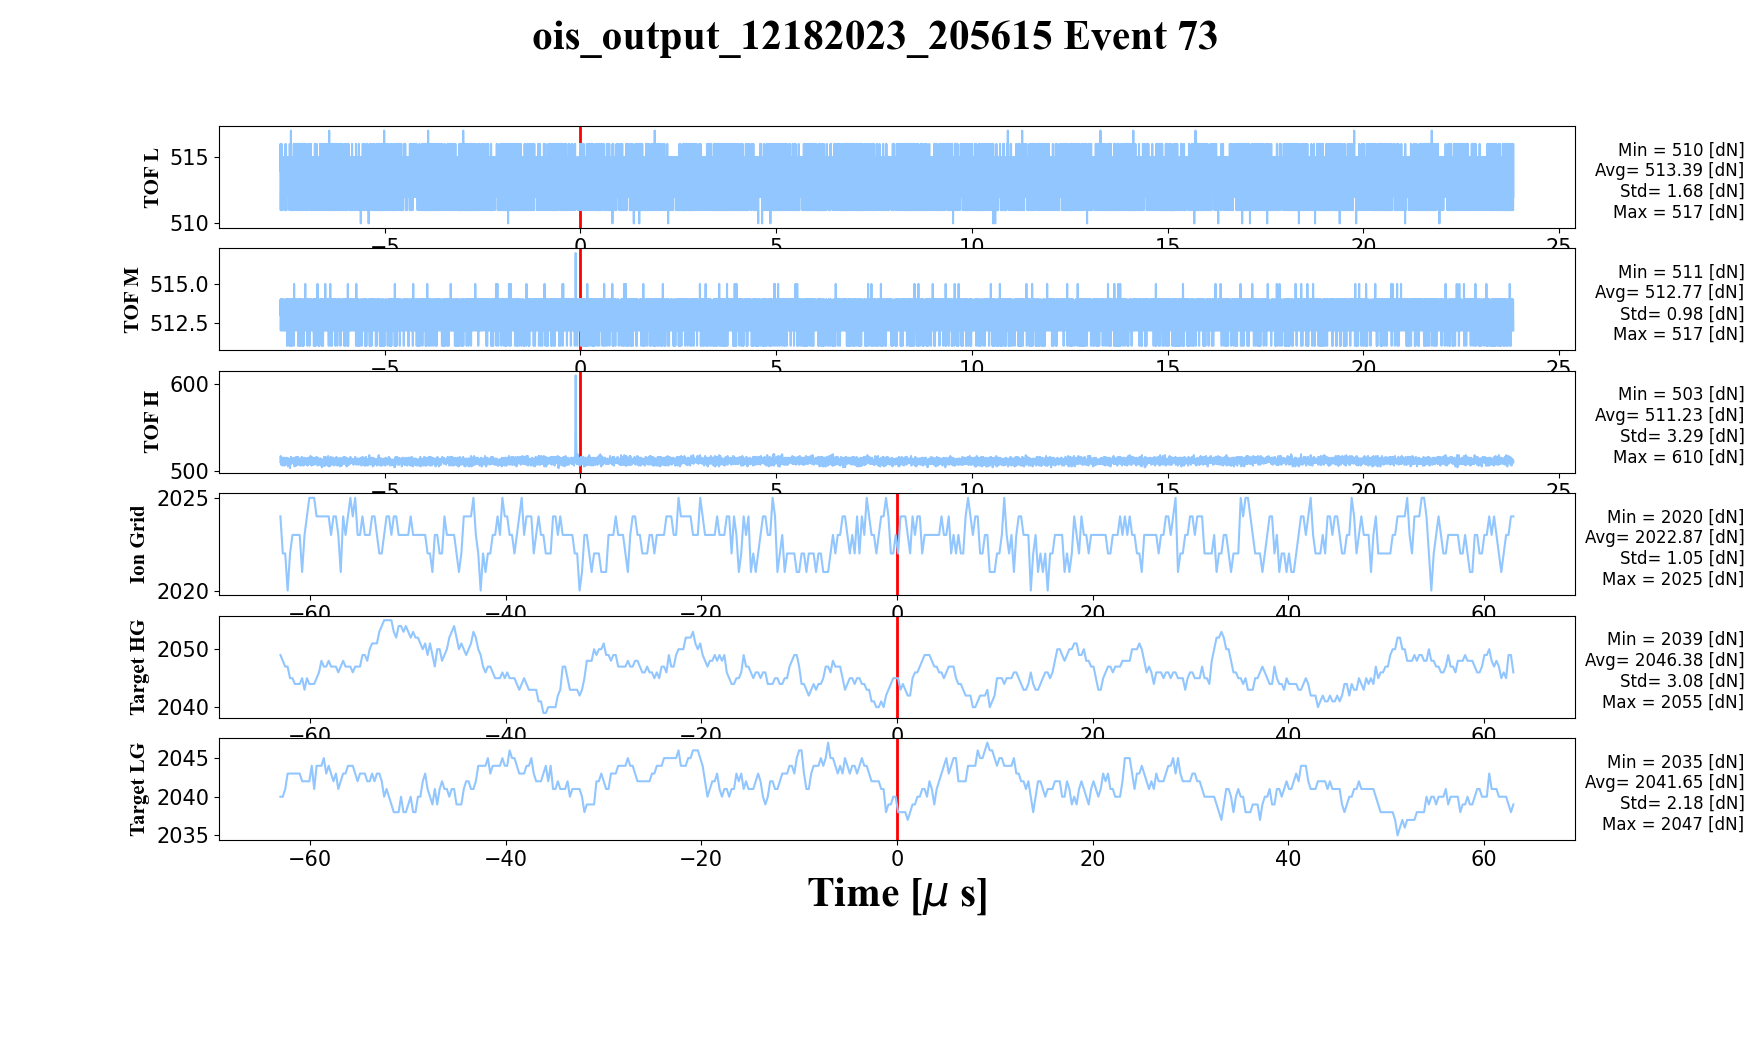 ois_output_12182023_205615 Event 73
TOF L
515
510
−5 0 5 10 15 20 25
Min = 510 [dN]
Avg= 513.39 [dN]
Std= 1.68 [dN]
Max = 517 [dN]
TOF M
515.0
512.5
−5 0 5 10 15 20 25
Min = 511 [dN]
Avg= 512.77 [dN]
Std= 0.98 [dN]
Max = 517 [dN]
TOF H
600
500
−5 0 5 10 15 20 25
Min = 503 [dN]
Avg= 511.23 [dN]
Std= 3.29 [dN]
Max = 610 [dN]
Ion Grid
2025
2020
−60 −40 −20 0 20 40 60
Min = 2020 [dN]
Avg= 2022.87 [dN]
Std= 1.05 [dN]
Max = 2025 [dN]
Target HG
2050
2040
−60 −40 −20 0 20 40 60
Min = 2039 [dN]
Avg= 2046.38 [dN]
Std= 3.08 [dN]
Max = 2055 [dN]
Target LG
2045
2040
2035
−60 −40 −20 0 20 40 60
Min = 2035 [dN]
Avg= 2041.65 [dN]
Std= 2.18 [dN]
Max = 2047 [dN]
Time [μ s]